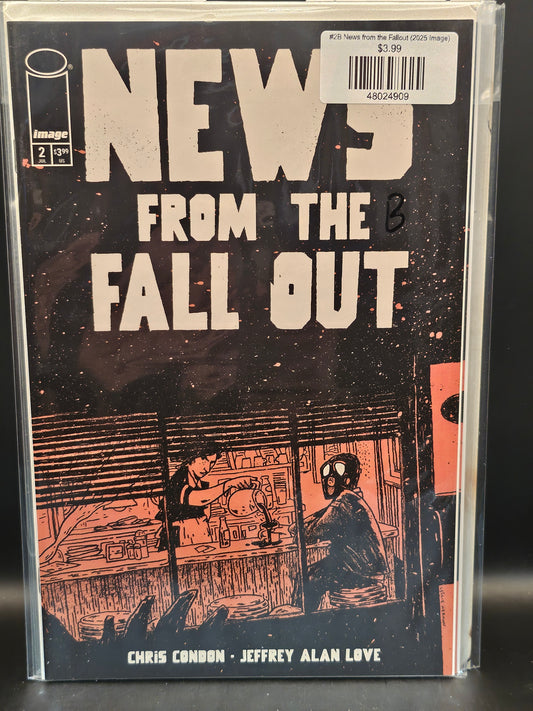 #2B News from the Fallout (2025 Image)
$3.99
48024909
image
2 $3.99
JUL US
NEWS
FROM THE B
FALL OUT
CHRIS CONDON · JEFFREY ALAN LOVE